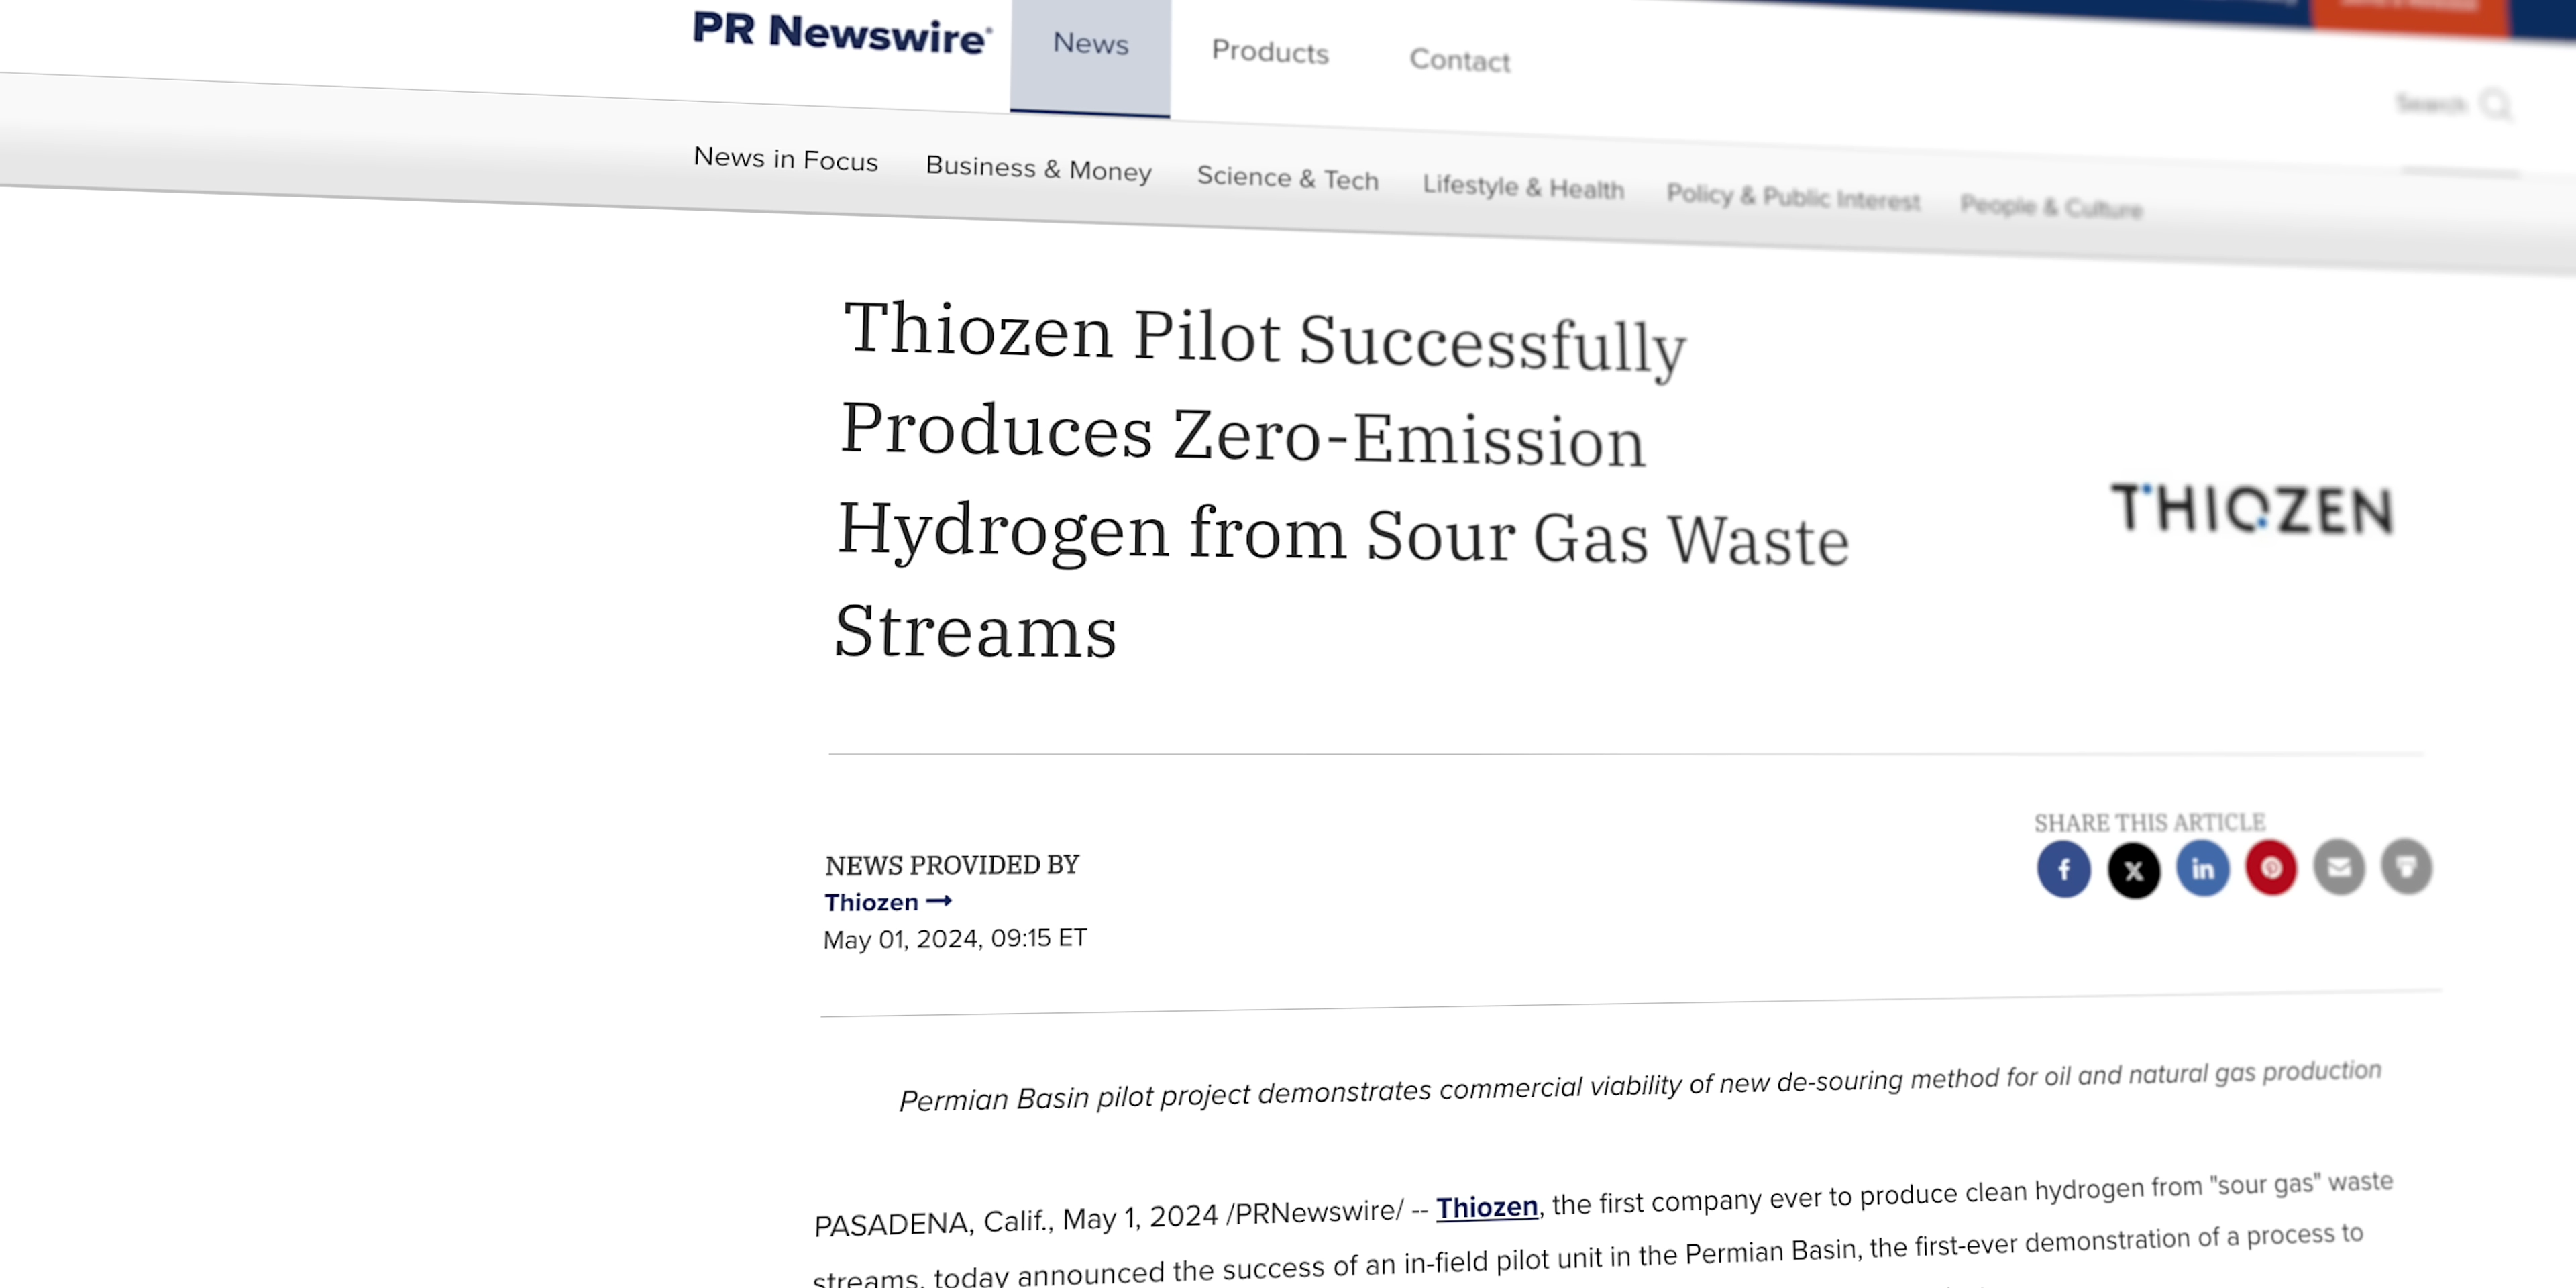 PR Newswire®
News
Products
Contact
Search
News in Focus
Business & Money
Science & Tech
Lifestyle & Health
Policy & Public Interest
People & Culture
Thiozen Pilot Successfully
Produces Zero-Emission
Hydrogen from Sour Gas Waste
Streams
THIOZEN
NEWS PROVIDED BY
Thiozen →
May 01, 2024, 09:15 ET
SHARE THIS ARTICLE
Permian Basin pilot project demonstrates commercial viability of new de-souring method for oil and natural gas production
PASADENA, Calif., May 1, 2024 /PRNewswire/ -- Thiozen, the first company ever to produce clean hydrogen from "sour gas" waste
streams, today announced the success of an in-field pilot unit in the Permian Basin, the first-ever demonstration of a process to